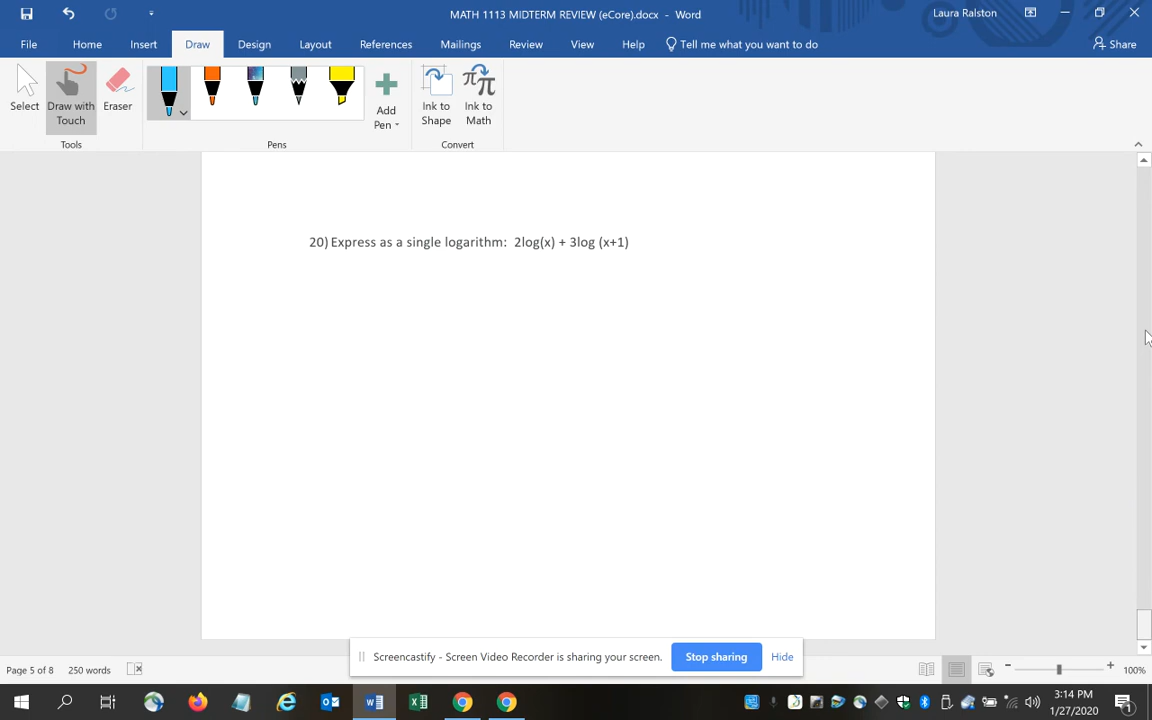 MATH 1113 MIDTERM REVIEW (eCore).docx - Word
Laura Ralston
File Home Insert Draw Design Layout References Mailings Review View Help Tell me what you want to do Share
Select
Draw with Touch
Eraser
Add Pen
Ink to Shape
Ink to Math
Tools
Pens
Convert
20) Express as a single logarithm: 2log(x) + 3log (x+1)
Screencastify - Screen Video Recorder is sharing your screen. Stop sharing Hide
Page 5 of 8 250 words
100%
3:14 PM
1/27/2020